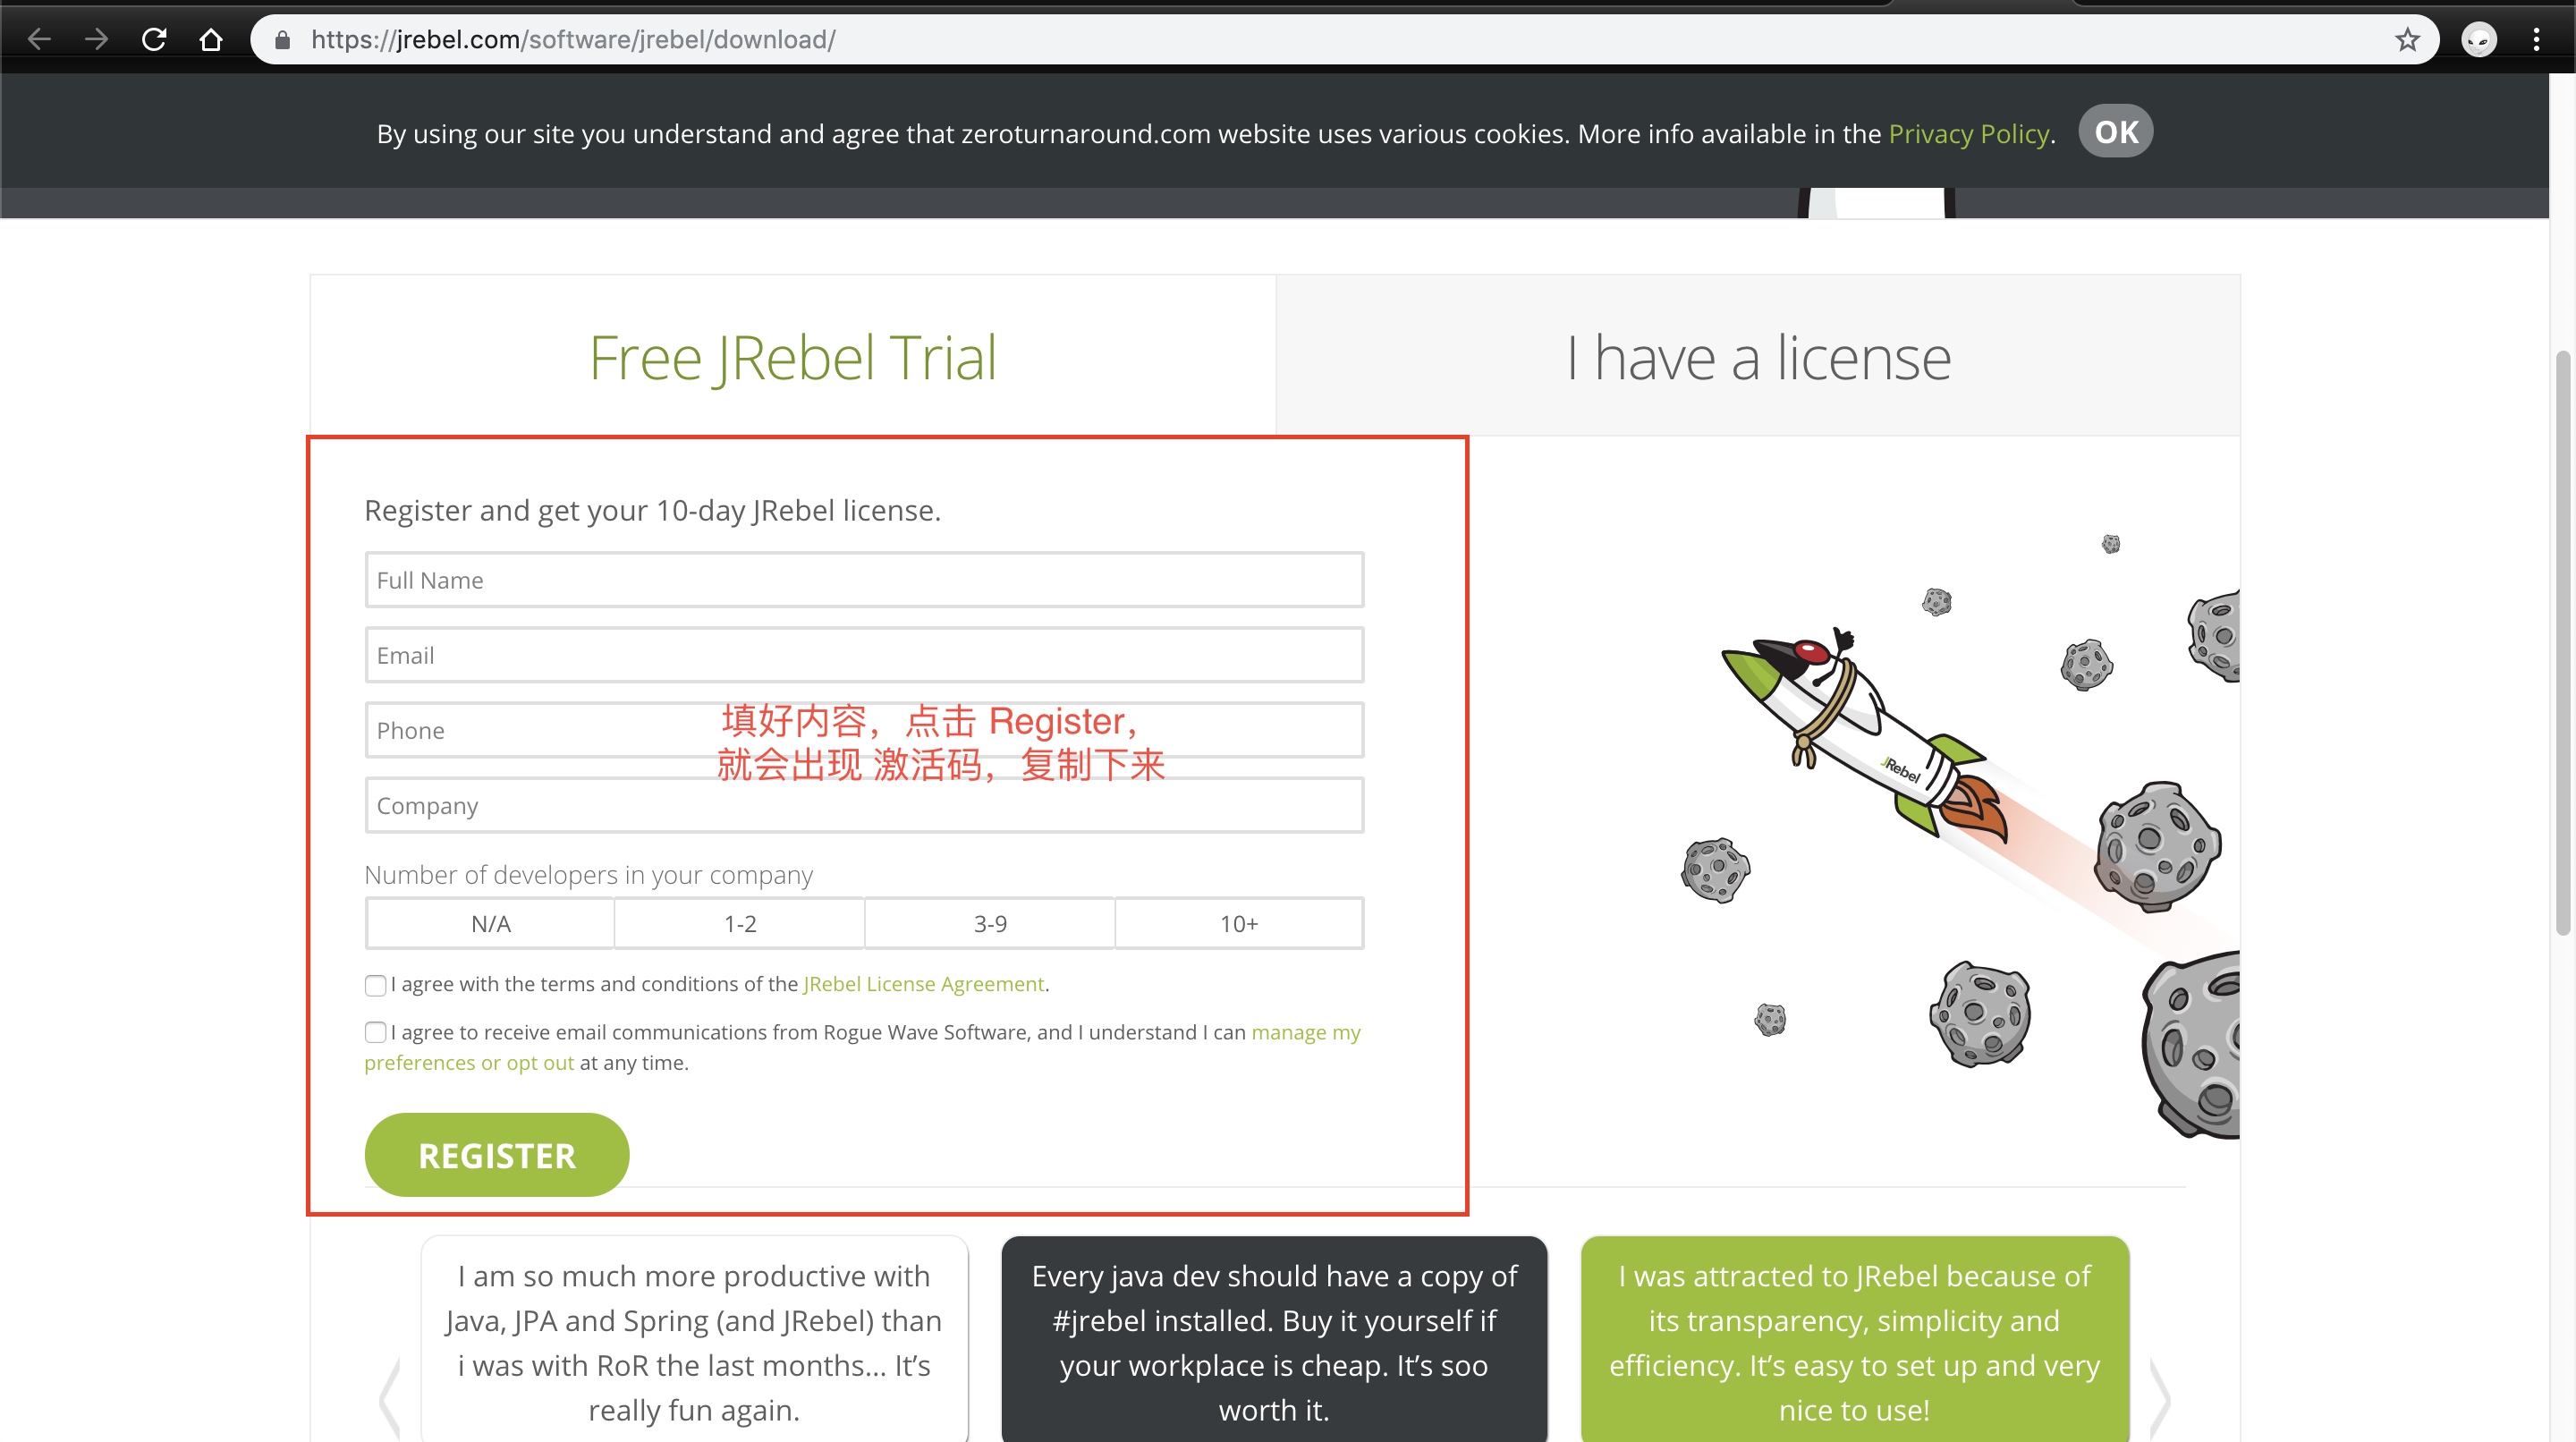 https://jrebel.com/software/jrebel/download/
By using our site you understand and agree that zeroturnaround.com website uses various cookies. More info available in the Privacy Policy. OK
Free JRebel Trial
I have a license
Register and get your 10-day JRebel license.
Full Name
Email
Phone
填好内容，点击 Register，
就会出现 激活码，复制下来
Company
Number of developers in your company
N/A 1-2 3-9 10+
I agree with the terms and conditions of the JRebel License Agreement.
I agree to receive email communications from Rogue Wave Software, and I understand I can manage my
preferences or opt out at any time.
REGISTER
JRebel
I am so much more productive with
Java, JPA and Spring (and JRebel) than
i was with RoR the last months... It’s
really fun again.
Every java dev should have a copy of
#jrebel installed. Buy it yourself if
your workplace is cheap. It’s soo
worth it.
I was attracted to JRebel because of
its transparency, simplicity and
efficiency. It’s easy to set up and very
nice to use!